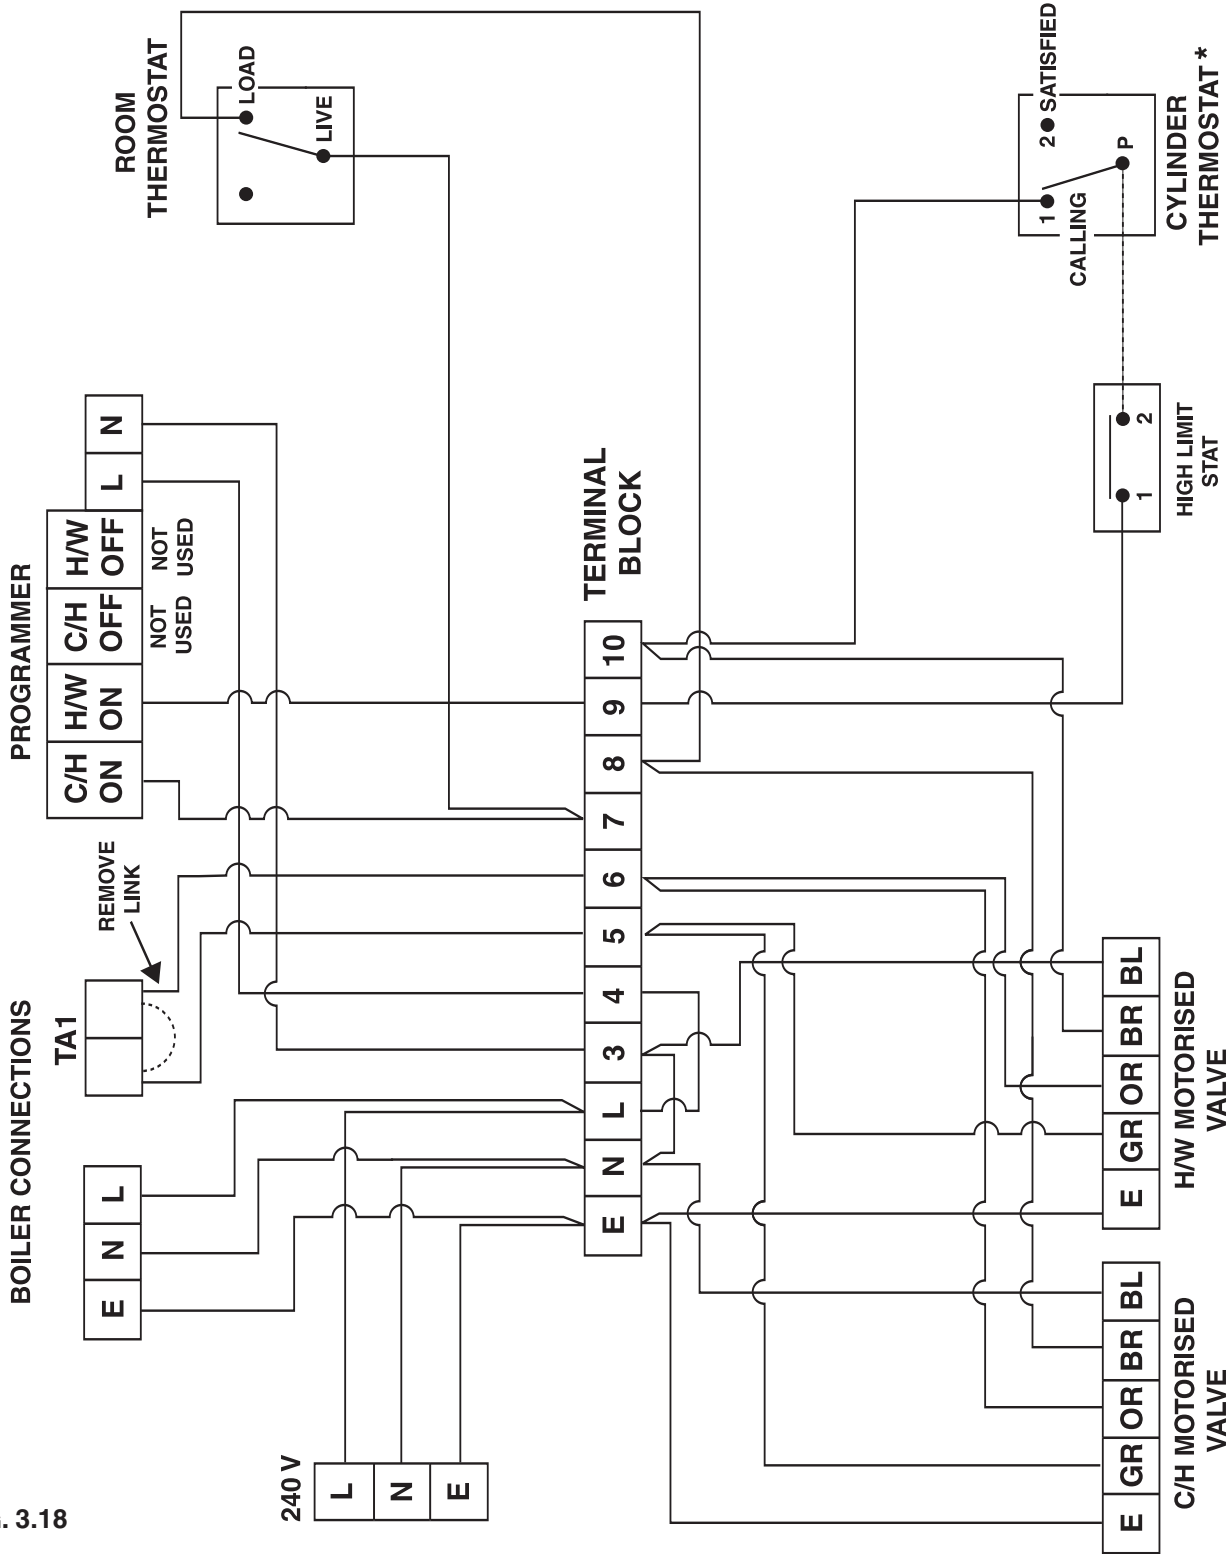 BOILER CONNECTIONS
E
N
L
TA1
REMOVE
LINK
PROGRAMMER
C/H
ON
H/W
ON
C/H
OFF
H/W
OFF
L
N
NOT
USED
NOT
USED
ROOM
THERMOSTAT
LOAD
LIVE
240 V
L
N
E
TERMINAL
BLOCK
E
N
L
3
4
5
6
7
8
9
10
CYLINDER
THERMOSTAT *
1
CALLING
2
SATISFIED
P
HIGH LIMIT
STAT
1
2
E
GR
OR
BR
BL
C/H MOTORISED
VALVE
E
GR
OR
BR
BL
H/W MOTORISED
VALVE
. 3.18